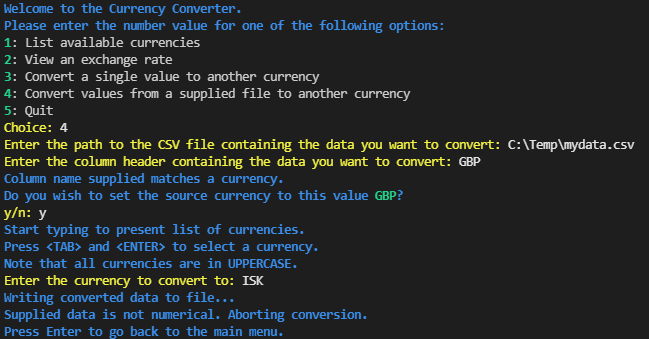 Welcome to the Currency Converter.
Please enter the number value for one of the following options:
1: List available currencies
2: View an exchange rate
3: Convert a single value to another currency
4: Convert values from a supplied file to another currency
5: Quit
Choice: 4
Enter the path to the CSV file containing the data you want to convert: C:\Temp\mydata.csv
Enter the column header containing the data you want to convert: GBP
Column name supplied matches a currency.
Do you wish to set the source currency to this value GBP?
y/n: y
Start typing to present list of currencies.
Press <TAB> and <ENTER> to select a currency.
Note that all currencies are in UPPERCASE.
Enter the currency to convert to: ISK
Writing converted data to file...
Supplied data is not numerical. Aborting conversion.
Press Enter to go back to the main menu.